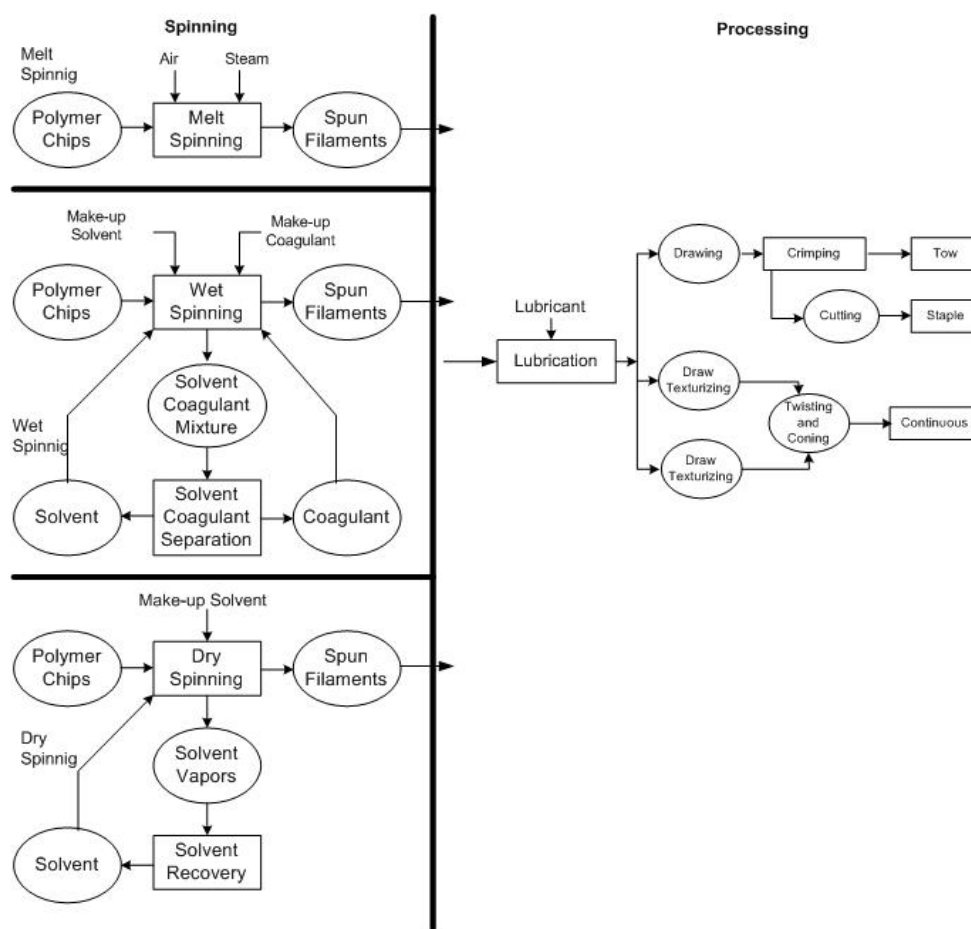 Spinning
Processing
Melt
Spinnig
Air
Steam
Polymer
Chips
Melt
Spinning
Spun
Filaments
Make-up
Solvent
Make-up
Coagulant
Polymer
Chips
Wet
Spinning
Spun
Filaments
Solvent
Coagulant
Mixture
Wet
Spinnig
Solvent
Solvent
Coagulant
Separation
Coagulant
Make-up Solvent
Polymer
Chips
Dry
Spinning
Spun
Filaments
Dry
Spinnig
Solvent
Vapors
Solvent
Solvent
Recovery
Lubricant
Lubrication
Drawing
Crimping
Tow
Cutting
Staple
Draw
Texturizing
Twisting
and
Coning
Continuous
Draw
Texturizing